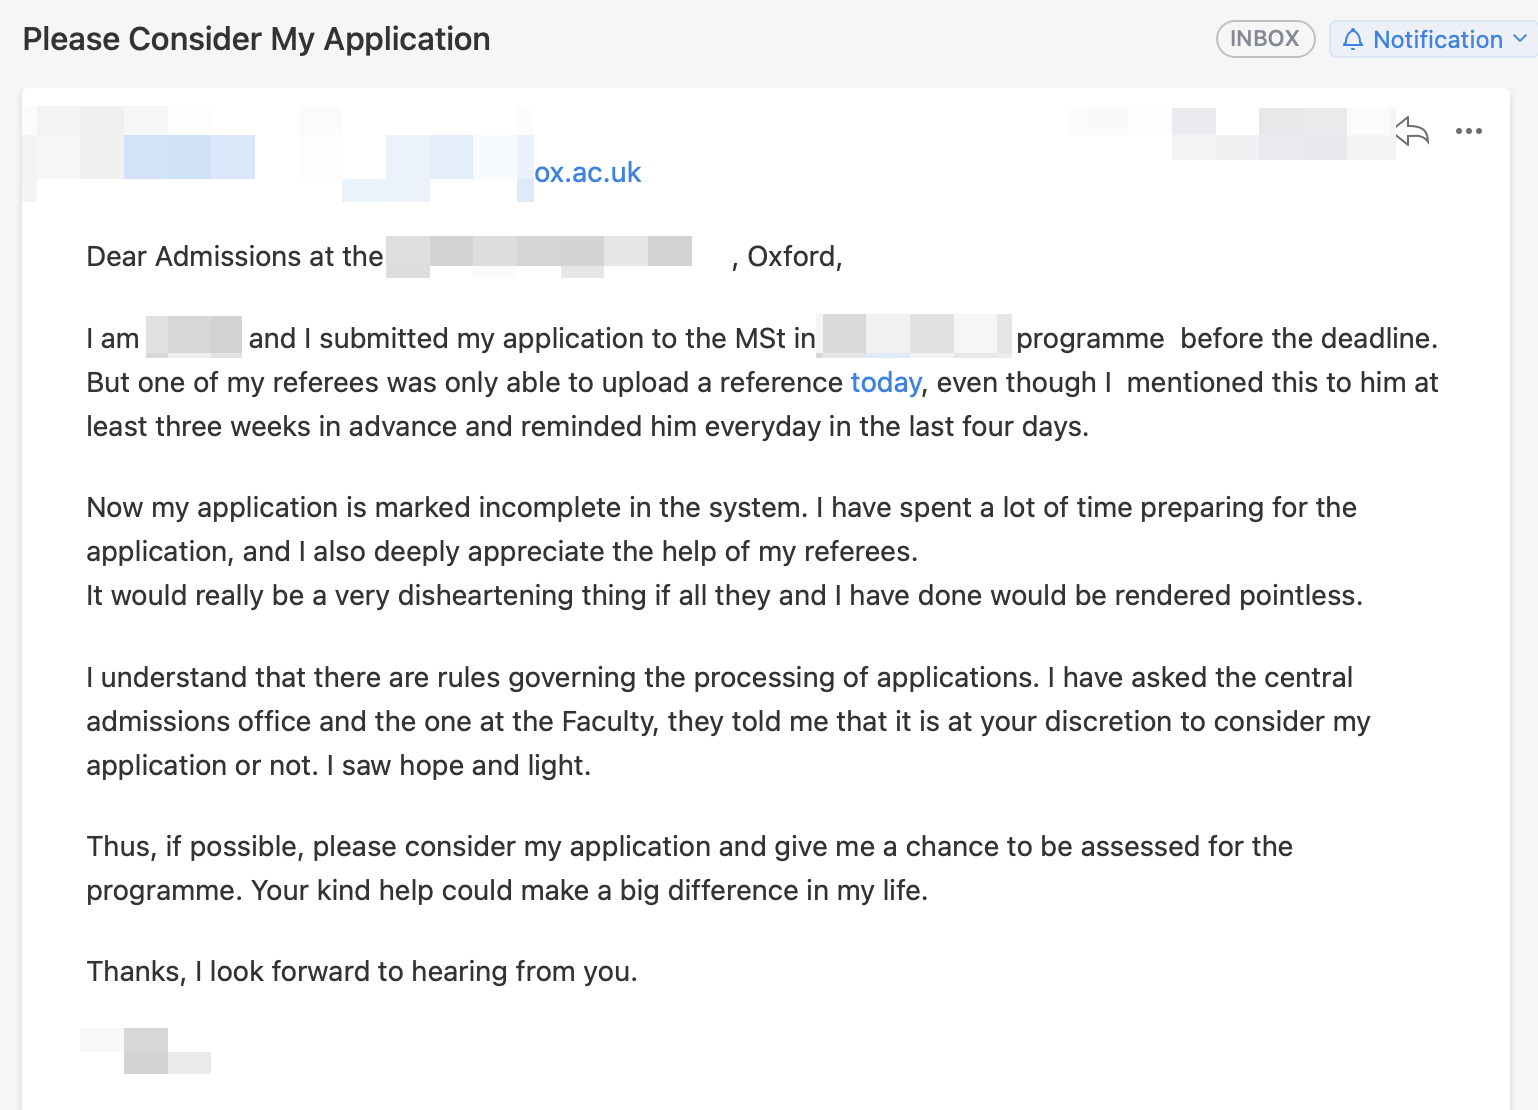 Please Consider My Application
INBOX
Notification
ox.ac.uk
Dear Admissions at the , Oxford,
I am and I submitted my application to the MSt in programme  before the deadline.
But one of my referees was only able to upload a reference today, even though I  mentioned this to him at
least three weeks in advance and reminded him everyday in the last four days.
Now my application is marked incomplete in the system. I have spent a lot of time preparing for the
application, and I also deeply appreciate the help of my referees.
It would really be a very disheartening thing if all they and I have done would be rendered pointless.
I understand that there are rules governing the processing of applications. I have asked the central
admissions office and the one at the Faculty, they told me that it is at your discretion to consider my
application or not. I saw hope and light.
Thus, if possible, please consider my application and give me a chance to be assessed for the
programme. Your kind help could make a big difference in my life.
Thanks, I look forward to hearing from you.